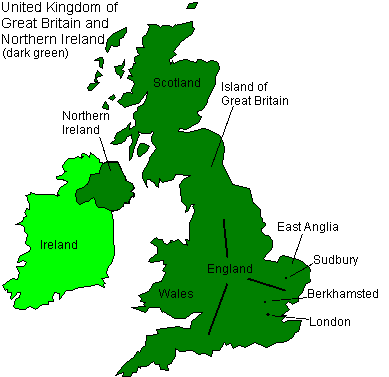 United Kingdom of
Great Britain and
Northern Ireland
(dark green)
Scotland
Island of
Great Britain
Northern
Ireland
East Anglia
Ireland
Sudbury
England
Wales
Berkhamsted
London